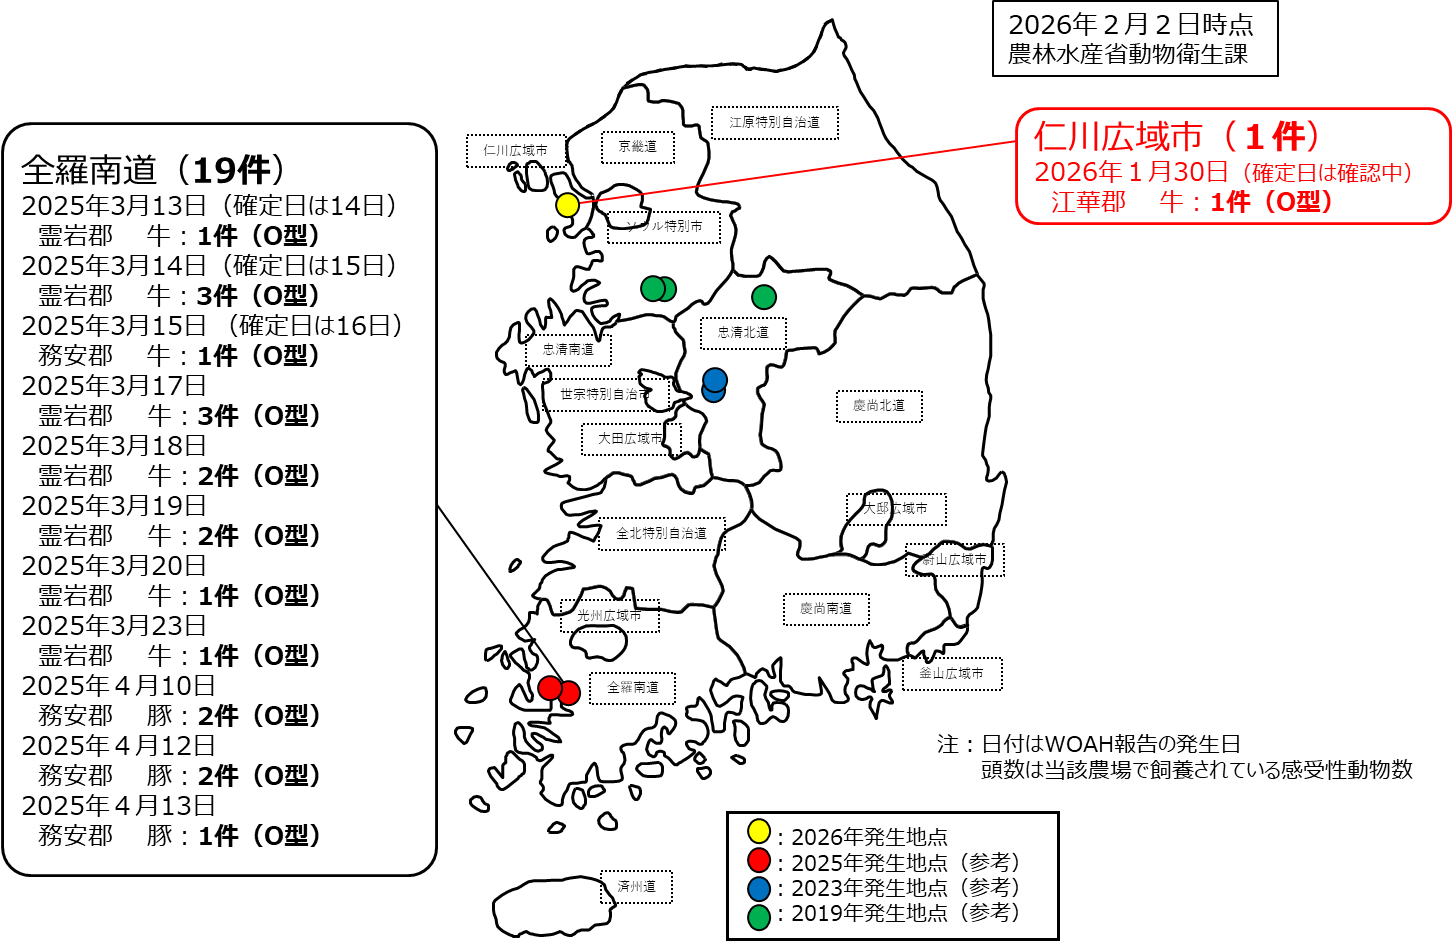 2026年２月２日時点
農林水産省動物衛生課
全羅南道（19件）
2025年3月13日（確定日は14日）
霊岩郡　牛：1件（O型）
2025年3月14日（確定日は15日）
霊岩郡　牛：3件（O型）
2025年3月15日 （確定日は16日）
務安郡　牛：1件（O型）
2025年3月17日
霊岩郡　牛：3件（O型）
2025年3月18日
霊岩郡　牛：2件（O型）
2025年3月19日
霊岩郡　牛：2件（O型）
2025年3月20日
霊岩郡　牛：1件（O型）
2025年3月23日
霊岩郡　牛：1件（O型）
2025年４月10日
務安郡　豚：2件（O型）
2025年４月12日
務安郡　豚：2件（O型）
2025年４月13日
務安郡　豚：1件（O型）
仁川広域市（１件）
2026年１月30日（確定日は確認中）
江華郡　牛：1件（O型）
江原特別自治道
京畿道
仁川広域市
ソウル特別市
忠清北道
忠清南道
世宗特別自治市
大田広域市
慶尚北道
大邱広域市
全北特別自治道
蔚山広域市
慶尚南道
光州広域市
釜山広域市
全羅南道
済州道
注：日付はWOAH報告の発生日
頭数は当該農場で飼養されている感受性動物数
：2026年発生地点
：2025年発生地点（参考）
：2023年発生地点（参考）
：2019年発生地点（参考）